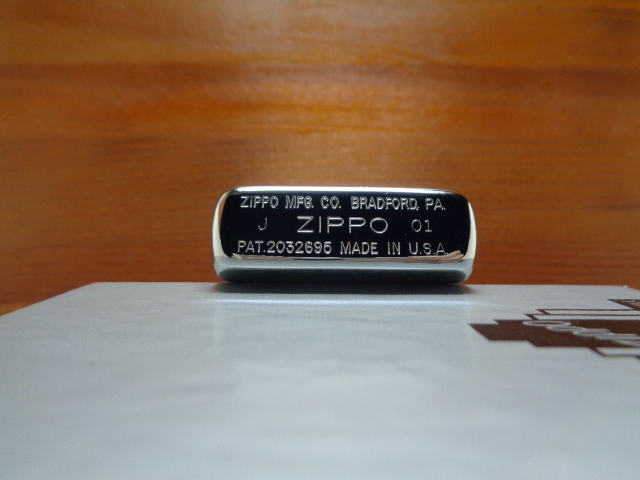 ZIPPO MFG. CO. BRADFORD, PA.
J ZIPPO 01
PAT.2032695 MADE IN U.S.A.